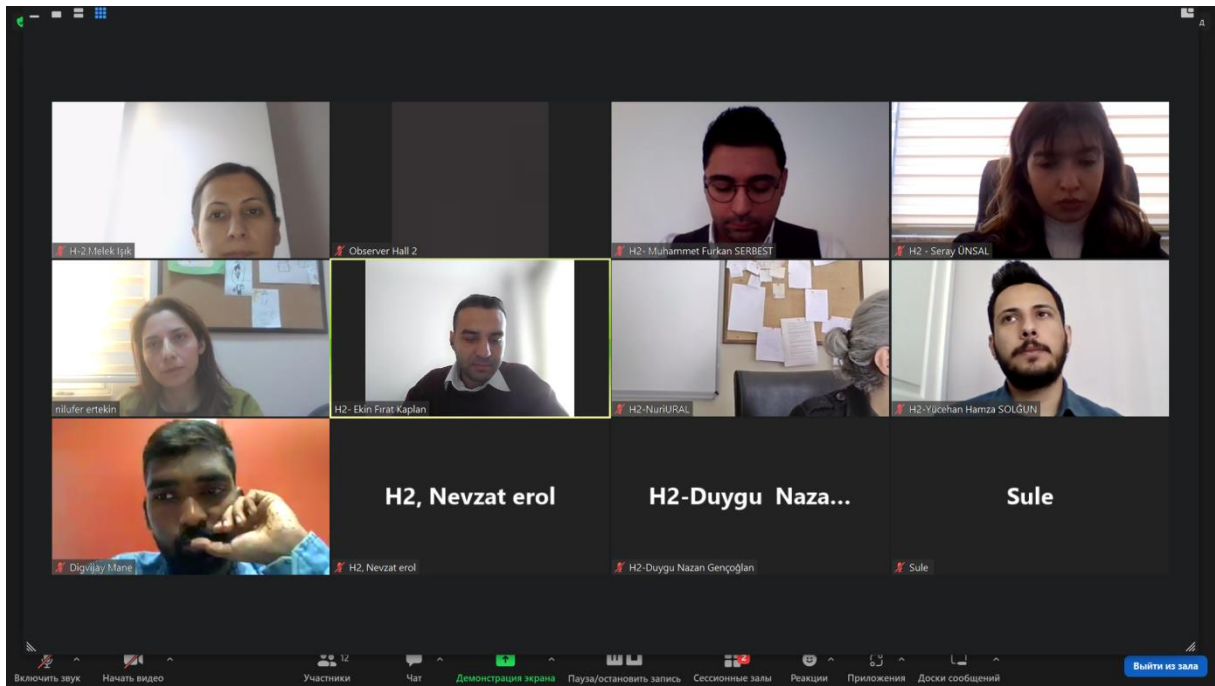 д
H-2.Melek Işık
Observer Hall 2
H2- Muhammet Furkan SERBEST
H2 - Seray ÜNSAL
nilufer ertekin
H2- Ekin Fırat Kaplan
H2-NuriURAL
H2-Yücehan Hamza SOLĞUN
Digvijay Mane
H2, Nevzat erol
H2, Nevzat erol
H2-Duygu Naza...
H2-Duygu Nazan Gençoğlan
Sule
Sule
12
2
Включить звук
Начать видео
Участники
Чат
Демонстрация экрана
Пауза/остановить запись
Сессионные залы
Реакции
Приложения
Доски сообщений
Выйти из зала